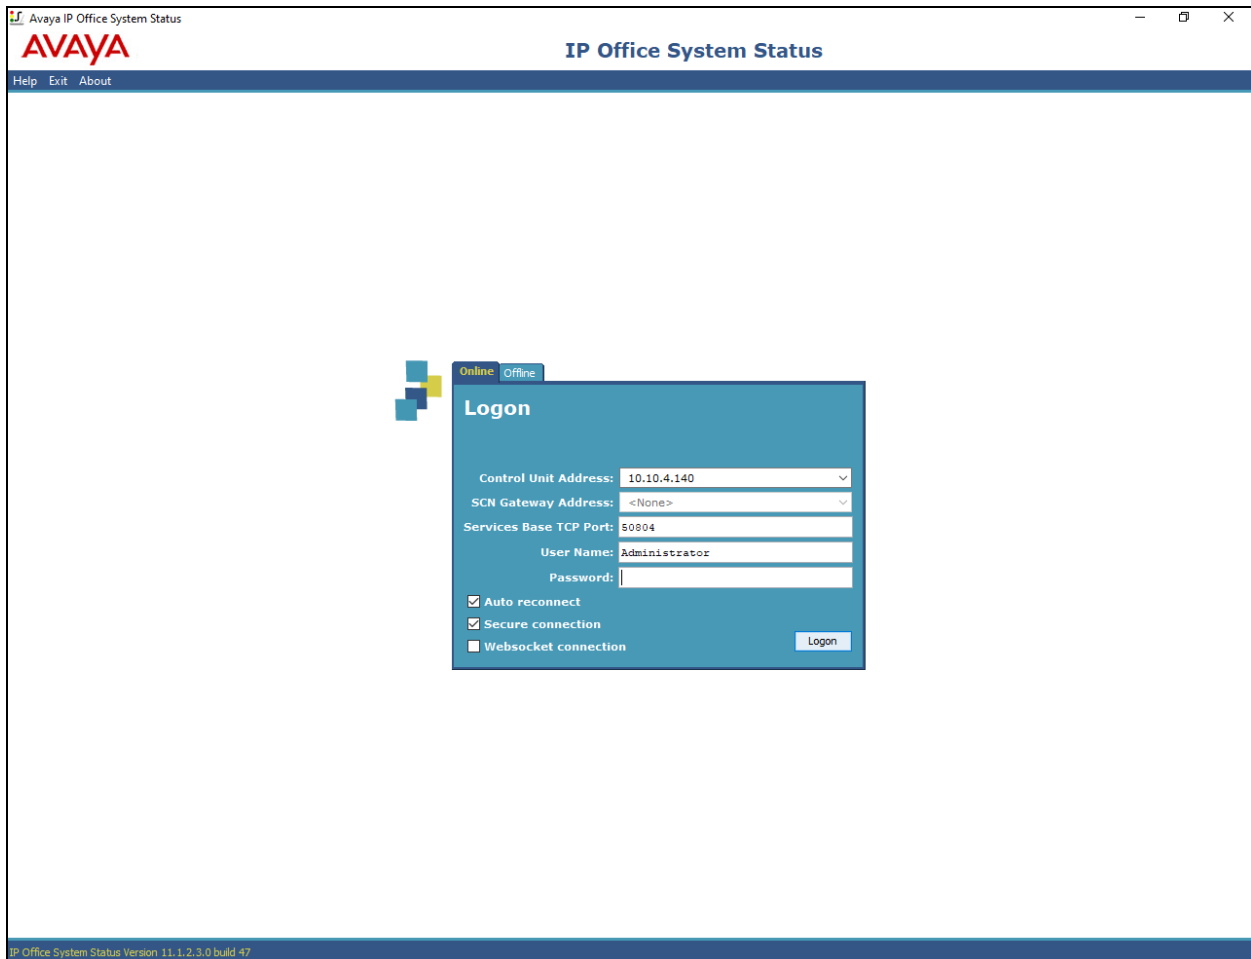 Avaya IP Office System Status
AVAYA
IP Office System Status
Help Exit About
Online Offline
Logon
Control Unit Address: 10.10.4.140
SCN Gateway Address: <None>
Services Base TCP Port: 50804
User Name: Administrator
Password:
Auto reconnect
Secure connection
Websocket connection
Logon
IP Office System Status Version 11.1.2.3.0 build 47